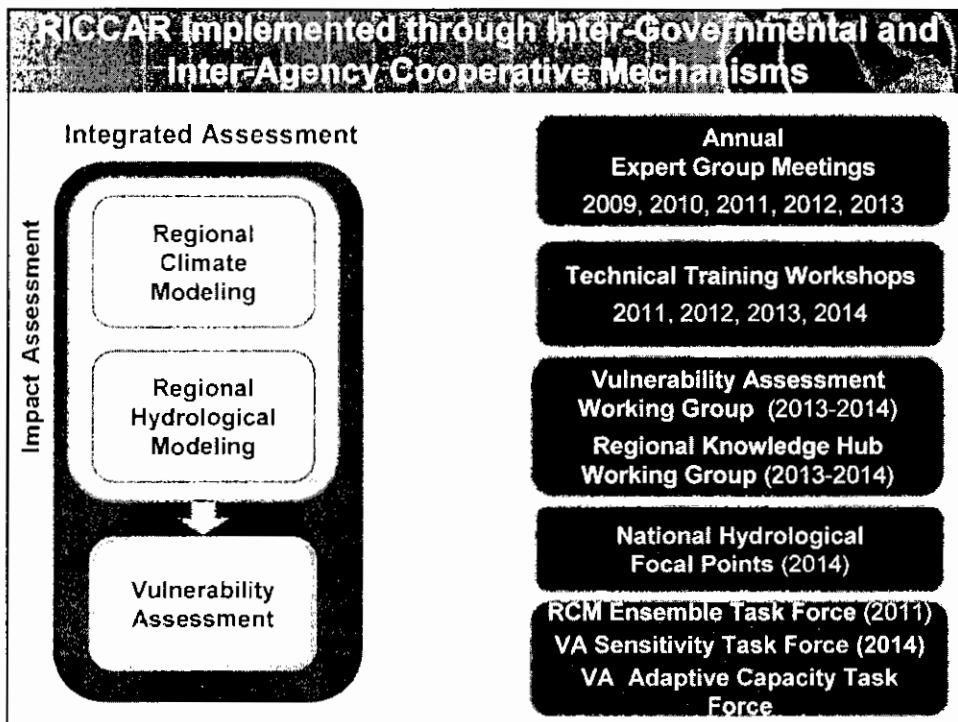 RICCAR Implemented through Inter-Governmental and
Inter-Agency Cooperative Mechanisms
Integrated Assessment
Impact Assessment
Regional
Climate
Modeling
Regional
Hydrological
Modeling
Vulnerability
Assessment
Annual
Expert Group Meetings
2009, 2010, 2011, 2012, 2013
Technical Training Workshops
2011, 2012, 2013, 2014
Vulnerability Assessment
Working Group (2013-2014)
Regional Knowledge Hub
Working Group (2013-2014)
National Hydrological
Focal Points (2014)
RCM Ensemble Task Force (2011)
VA Sensitivity Task Force (2014)
VA Adaptive Capacity Task
Force